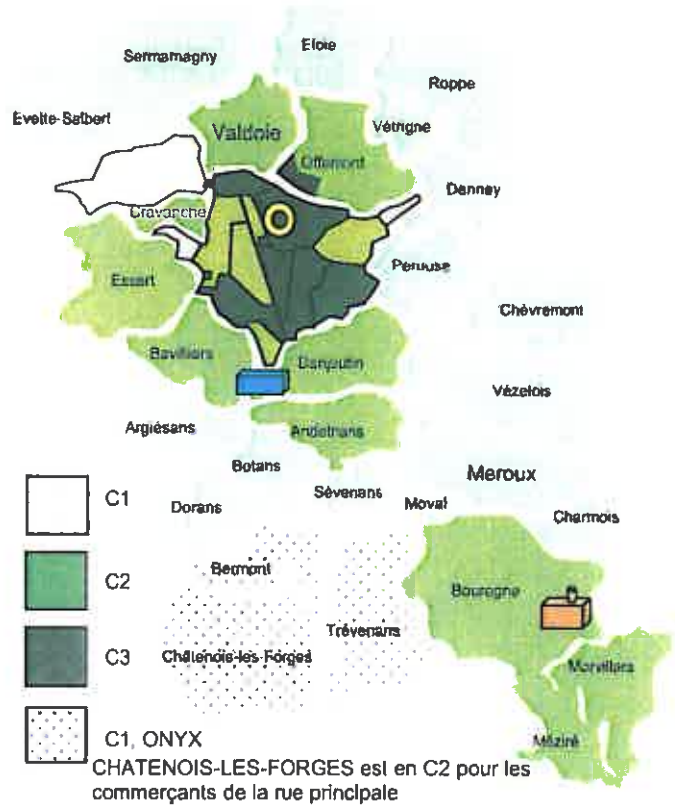 Eloie
Sermamagny
Roppe
Evette-Salbert
Vétrigne
Valdoie
Offemont
Denney
Cravanche
Perouse
Essert
Chèvremont
Bavilliers
Danjoutin
Vézelois
Argiésans
Andelnans
Botans
Meroux
C1
Sévenans
Dorans
Moval
Charmois
Bermont
C2
Bourogne
Trévenans
C3
Châtenois-les-Forges
Morvillars
C1, ONYX
Méziré
CHATENOIS-LES-FORGES est en C2 pour les
commerçants de la rue principale